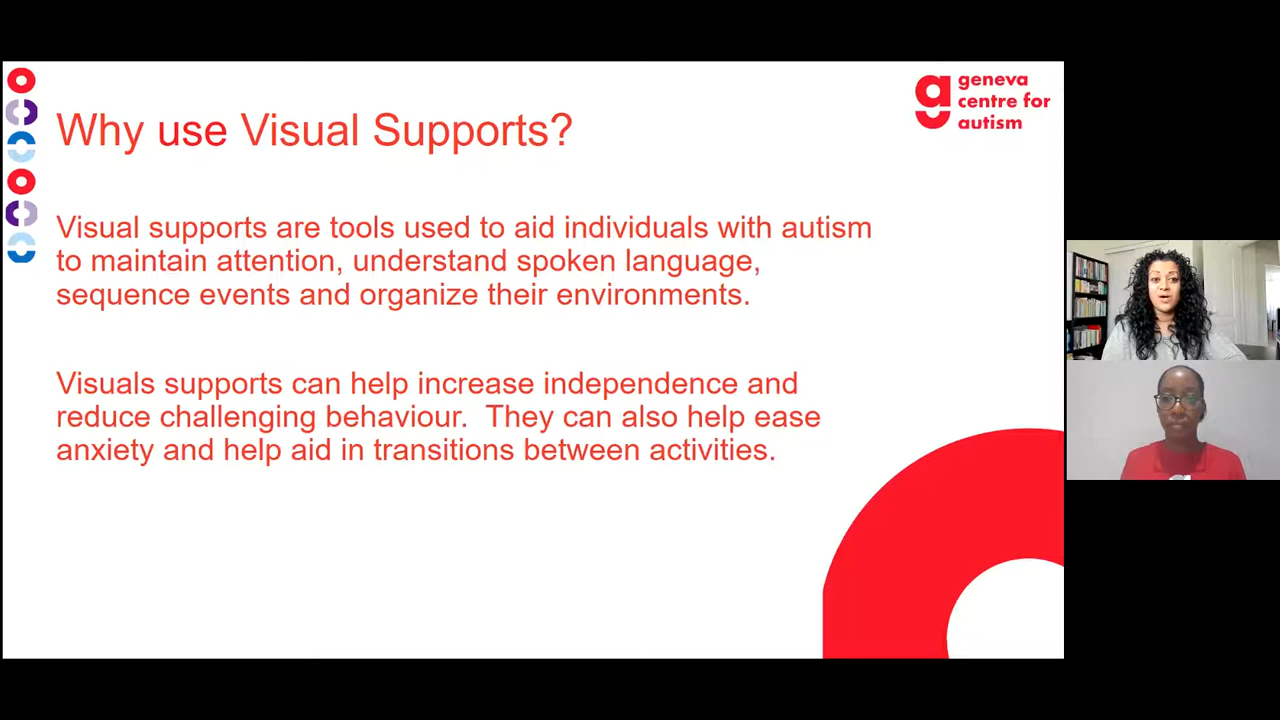 Why use Visual Supports?
geneva
centre for
autism
Visual supports are tools used to aid individuals with autism
to maintain attention, understand spoken language,
sequence events and organize their environments.
Visuals supports can help increase independence and
reduce challenging behaviour.  They can also help ease
anxiety and help aid in transitions between activities.